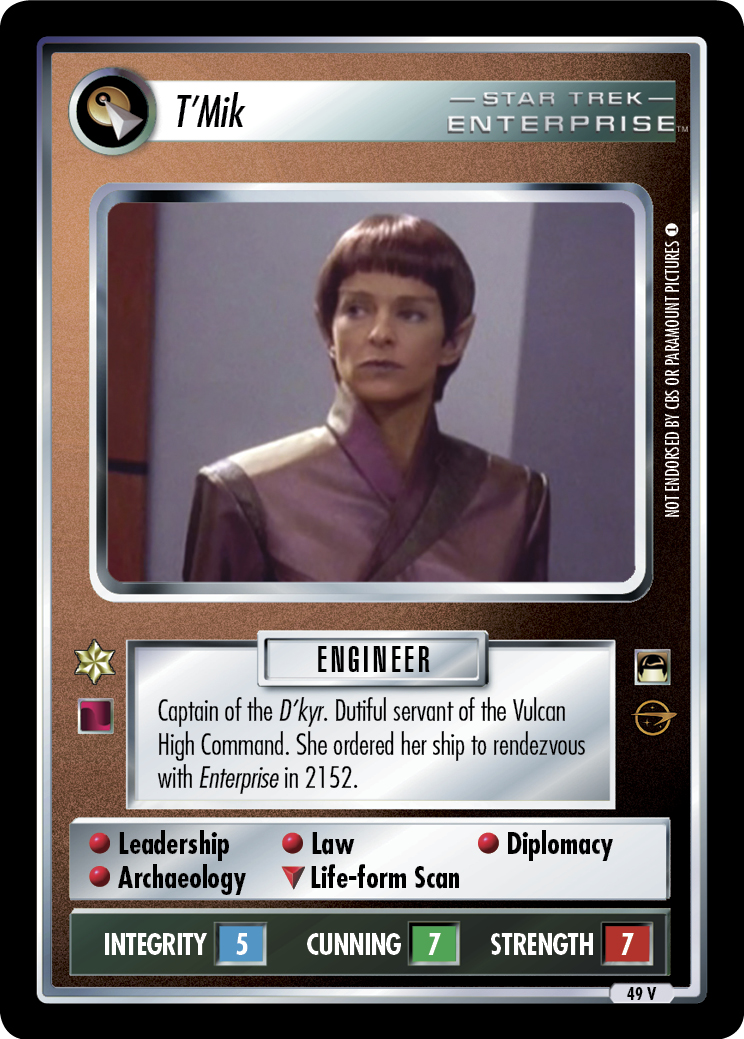 T'Mik
STAR TREK
ENTERPRISE™
NOT ENDORSED BY CBS OR PARAMOUNT PICTURES 1
ENGINEER
Captain of the D'kyr. Dutiful servant of the Vulcan
High Command. She ordered her ship to rendezvous
with Enterprise in 2152.
Leadership Law Diplomacy
Archaeology Life-form Scan
INTEGRITY 5 CUNNING 7 STRENGTH 7
49 V